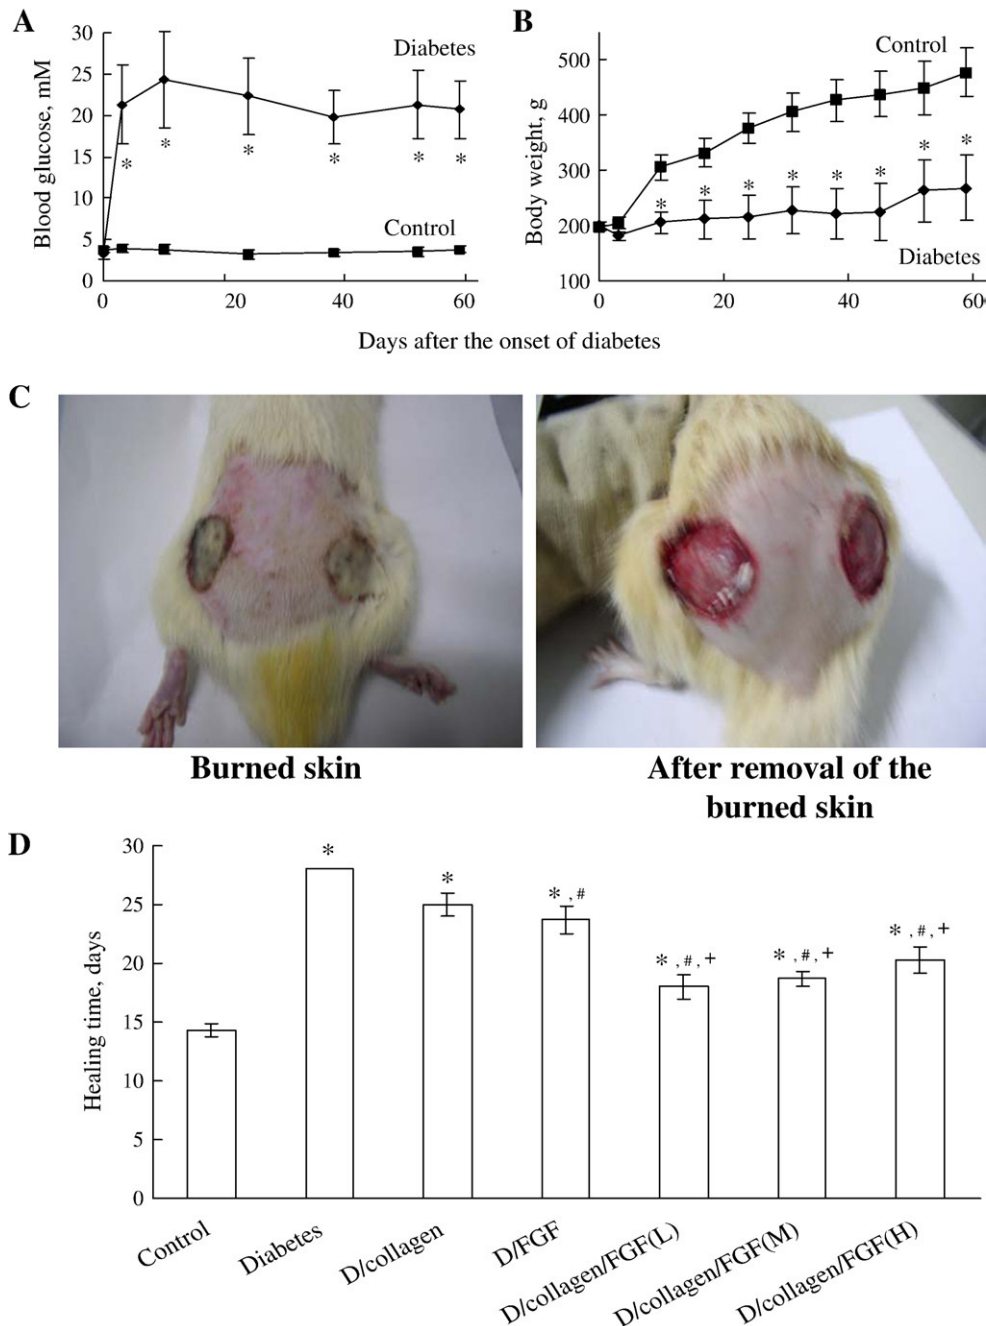 A
B
Blood glucose, mM
30
25
20
15
10
5
0
Diabetes
* * * * * *
Control
0 20 40 60
Body weight, g
500
400
300
200
100
Control
* * * * * * * *
Diabetes
0 20 40 60
Days after the onset of diabetes
C
Burned skin
After removal of the
burned skin
D
Healing time, days
30
25
20
15
10
5
0
*
*
* , #
* , # , +
* , # , +
* , # , +
Control
Diabetes
D/collagen
D/FGF
D/collagen/FGF(L)
D/collagen/FGF(M)
D/collagen/FGF(H)